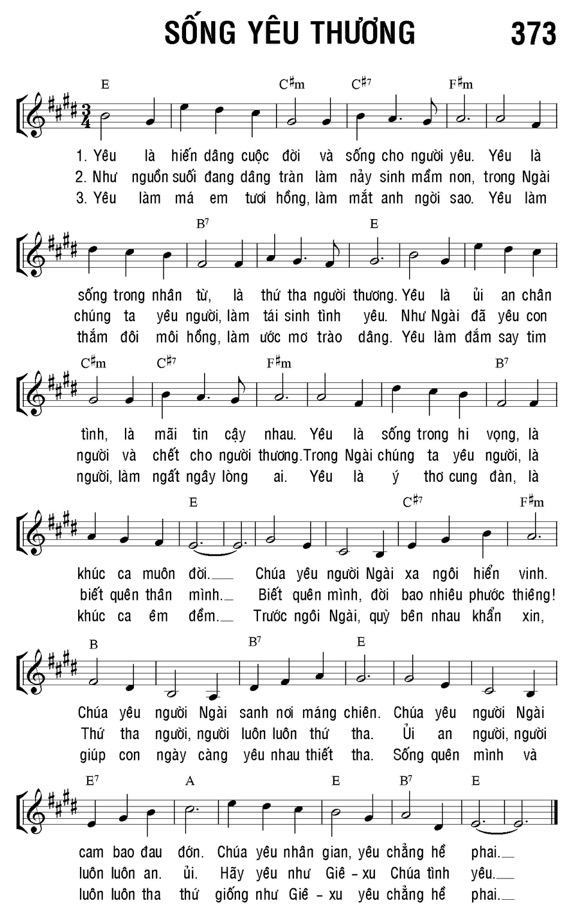 SỐNG YÊU THƯƠNG 373
E C♯m C♯7 F♯m
3
4
1. Yêu là hiến dâng cuộc đời và sống cho người yêu. Yêu là
2. Như nguồn suối đang dâng tràn làm nảy sinh mầm non, trong Ngài
3. Yêu làm má em tươi hồng, làm mắt anh ngời sao. Yêu làm
B7 E
sống trong nhân từ, là thứ tha người thương. Yêu là ủi an chân
chúng ta yêu người, làm tái sinh tình yêu. Như Ngài đã yêu con
thắm đôi môi hồng, làm ước mơ trào dâng. Yêu làm đắm say tim
C♯m C♯7 F♯m B7
tình, là mãi tin cậy nhau. Yêu là sống trong hi vọng, là
người và chết cho người thương. Trong Ngài chúng ta yêu người, là
người, làm ngất ngây lòng ai. Yêu là ý thơ cung đàn, là
E C♯7 F♯m
khúc ca muôn đời. Chúa yêu người Ngài xa ngôi hiển vinh.
biết quên thân mình. Biết quên mình, đời bao nhiêu phước thiêng!
khúc ca êm đềm. Trước ngôi Ngài, quỳ bên nhau khẩn xin,
B B7 E
Chúa yêu người Ngài sanh nơi máng chiên. Chúa yêu người Ngài
Thứ tha người, người luôn luôn thứ tha. Ủi an người, người
giúp con ngày càng yêu nhau thiết tha. Sống quên mình và
E7 A E B7 E
cam bao đau đớn. Chúa yêu nhân gian, yêu chẳng hề phai.
luôn luôn an. ủi. Hãy yêu như Giê - xu Chúa tình yêu.
luôn luôn tha thứ giống như Giê - xu yêu chẳng hề phai.